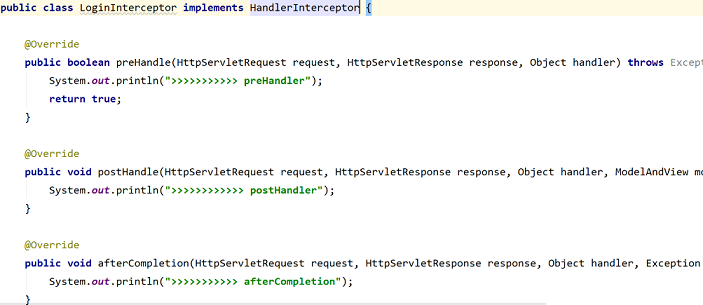 public class LoginInterceptor implements HandlerInterceptor {
@Override
public boolean preHandle(HttpServletRequest request, HttpServletResponse response, Object handler) throws Except
System.out.println(">>>>>>>>>>> preHandler");
return true;
}
@Override
public void postHandle(HttpServletRequest request, HttpServletResponse response, Object handler, ModelAndView mo
System.out.println(">>>>>>>>>>>> postHandler");
}
@Override
public void afterCompletion(HttpServletRequest request, HttpServletResponse response, Object handler, Exception
System.out.println(">>>>>>>>>>> afterCompletion");
}